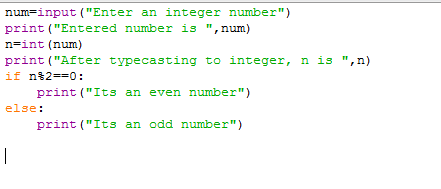 num=input("Enter an integer number")
print("Entered number is ",num)
n=int(num)
print("After typecasting to integer, n is ",n)
if n%2==0:
    print("Its an even number")
else:
    print("Its an odd number")